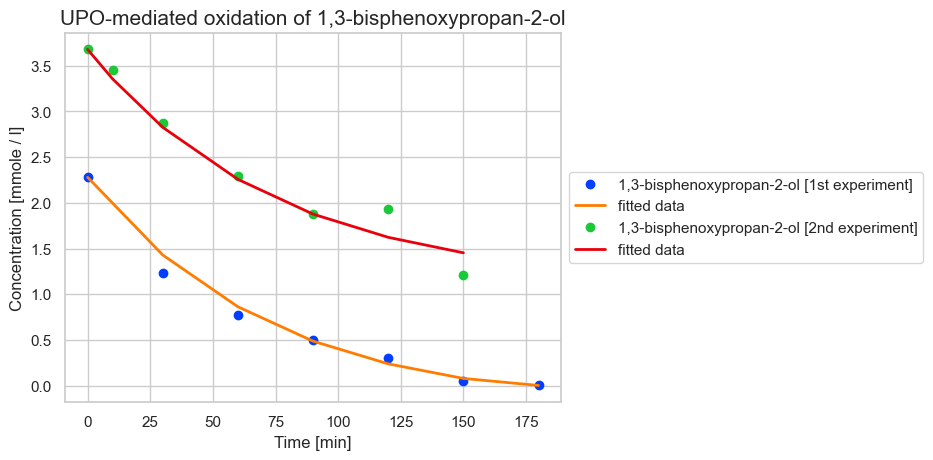 UPO-mediated oxidation of 1,3-bisphenoxypropan-2-ol
Concentration [mmole / l]
3.5
3.0
2.5
2.0
1.5
1.0
0.5
0.0
0 25 50 75 100 125 150 175
Time [min]
1,3-bisphenoxypropan-2-ol [1st experiment]
fitted data
1,3-bisphenoxypropan-2-ol [2nd experiment]
fitted data